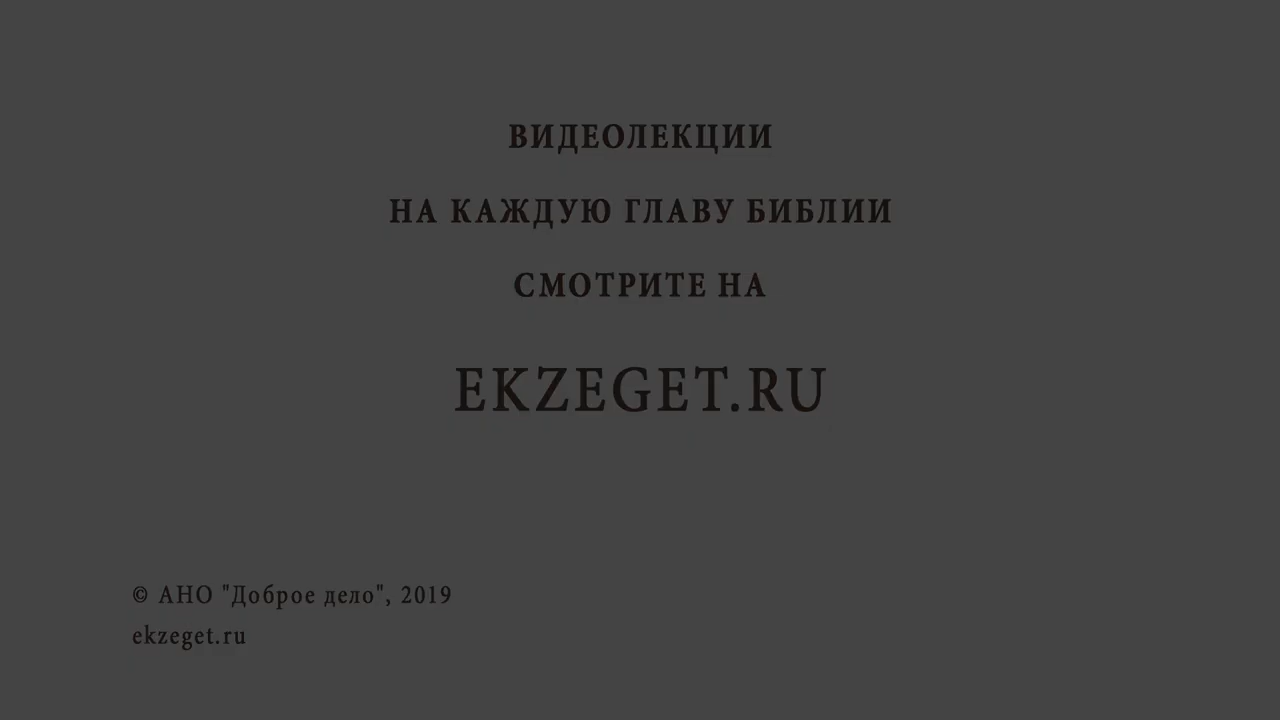 ВИДЕОЛЕКЦИИ
НА КАЖДУЮ ГЛАВУ БИБЛИИ
СМОТРИТЕ НА
EKZEGET.RU
© АНО "Доброе дело", 2019
ekzeget.ru